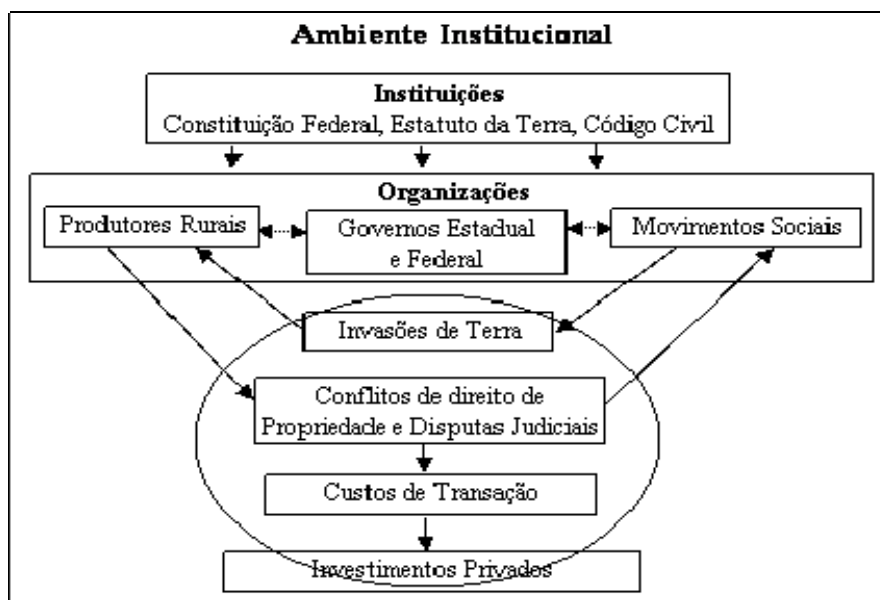 Ambiente Institucional
Instituições
Constituição Federal, Estatuto da Terra, Código Civil
Organizações
Produtores Rurais
Governos Estadual
e Federal
Movimentos Sociais
Invasões de Terra
Conflitos de direito de
Propriedade e Disputas Judiciais
Custos de Transação
Investimentos Privados